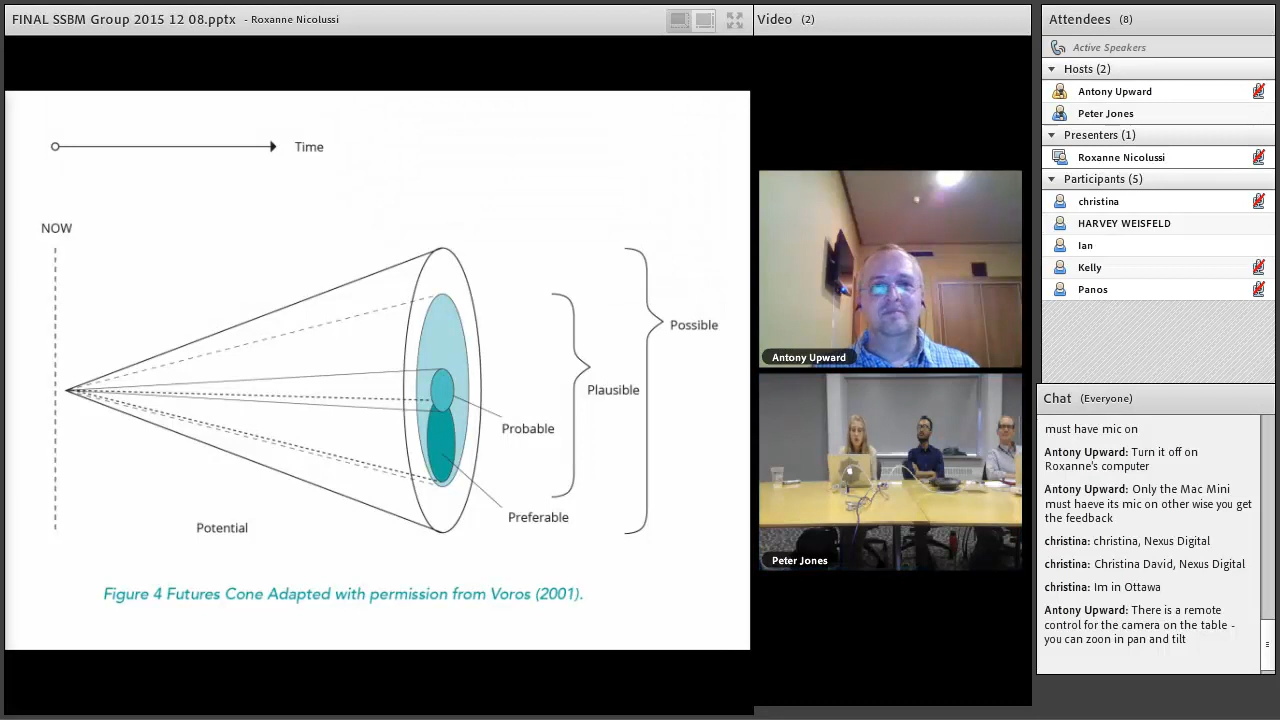 FINAL SSBM Group 2015 12 08.pptx - Roxanne Nicolussi
Time
NOW
Possible
Plausible
Probable
Preferable
Potential
Figure 4 Futures Cone Adapted with permission from Voros (2001).
Video (2)
Antony Upward
Peter Jones
Attendees (8)
Active Speakers
Hosts (2)
Antony Upward
Peter Jones
Presenters (1)
Roxanne Nicolussi
Participants (5)
christina
HARVEY WEISFELD
Ian
Kelly
Panos
Chat (Everyone)
must have mic on
Antony Upward: Turn it off on
Roxanne's computer
Antony Upward: Only the Mac Mini
must haeve its mic on other wise you get
the feedback
christina: christina, Nexus Digital
christina: Christina David, Nexus Digital
christina: Im in Ottawa
Antony Upward: There is a remote
control for the camera on the table -
you can zoon in pan and tilt